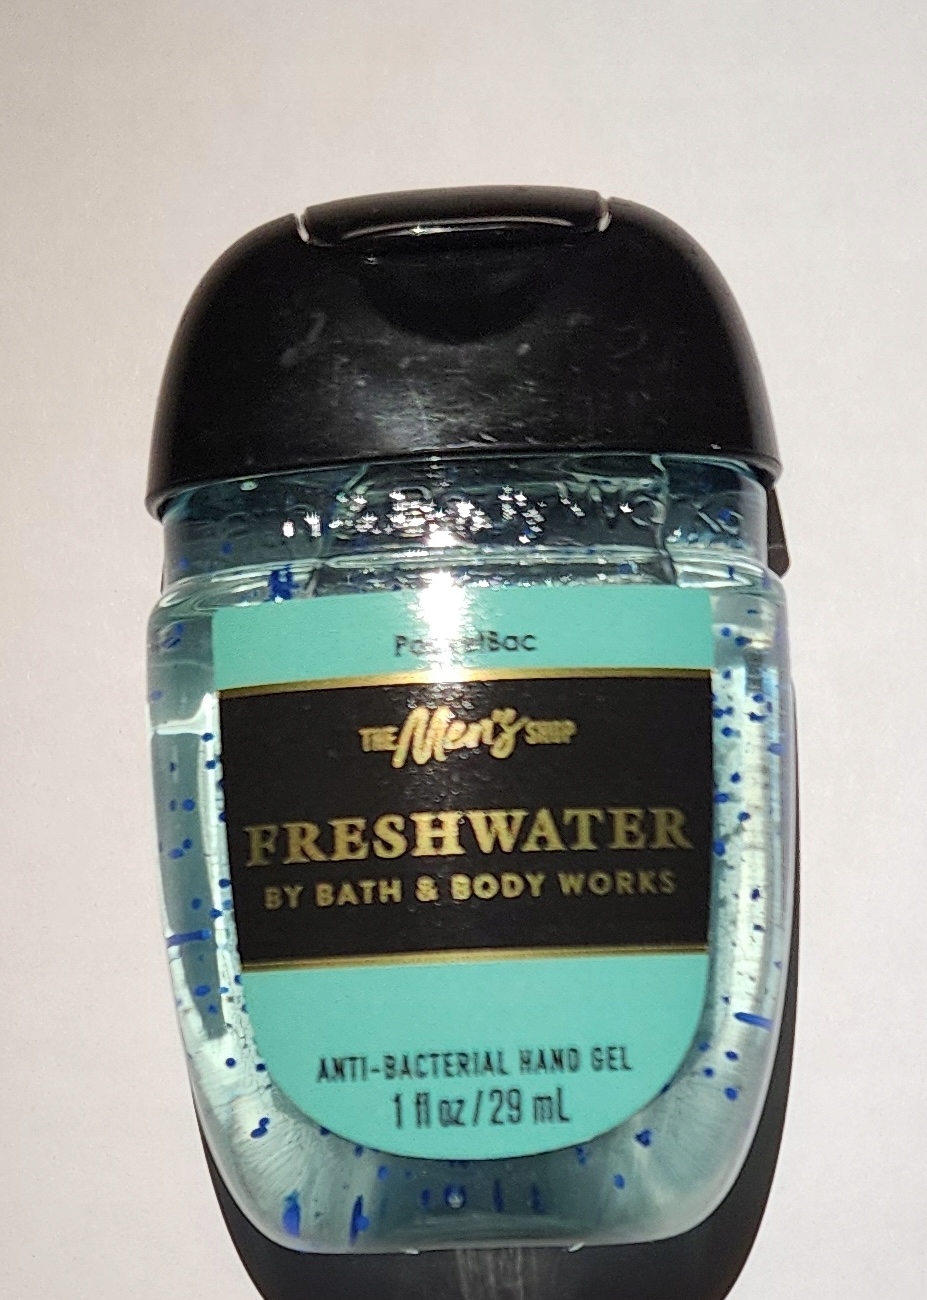 THE Men's SHOP
FRESHWATER
BY BATH & BODY WORKS
ANTI-BACTERIAL HAND GEL
1 fl oz / 29 mL